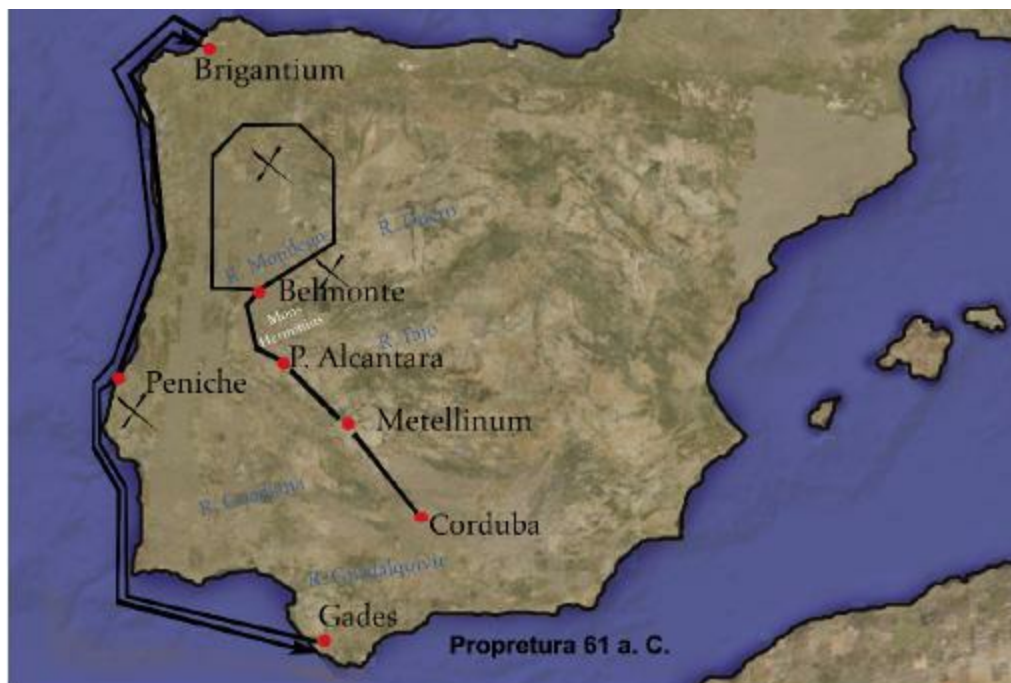 Brigantium
R. Duero
R. Mondego
Belmonte
Mons
Herminius
R. Tajo
P. Alcantara
Peniche
Metellinum
R. Guadiana
Corduba
R. Guadalquivir
Gades
Propretura 61 a. C.